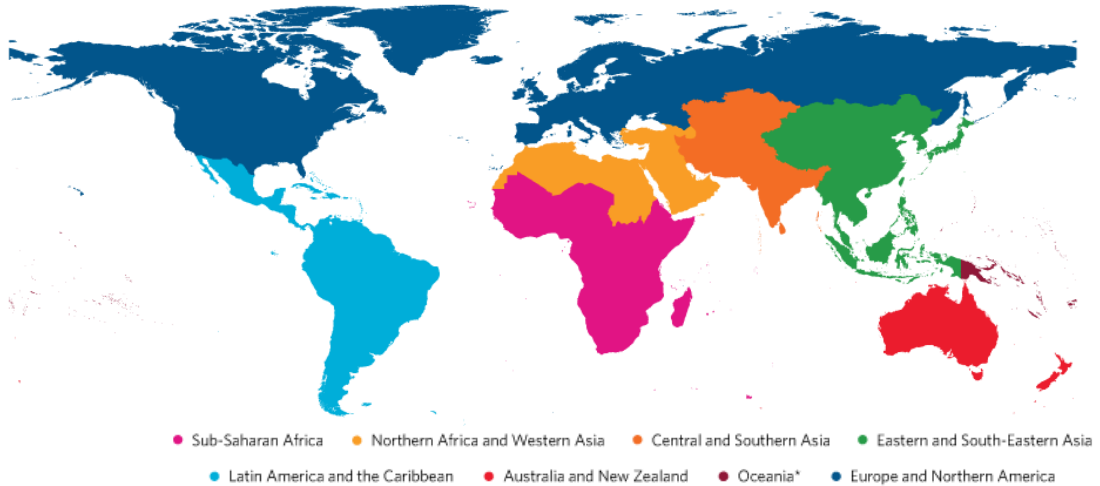 Sub-Saharan Africa Northern Africa and Western Asia Central and Southern Asia Eastern and South-Eastern Asia
Latin America and the Caribbean Australia and New Zealand Oceania* Europe and Northern America